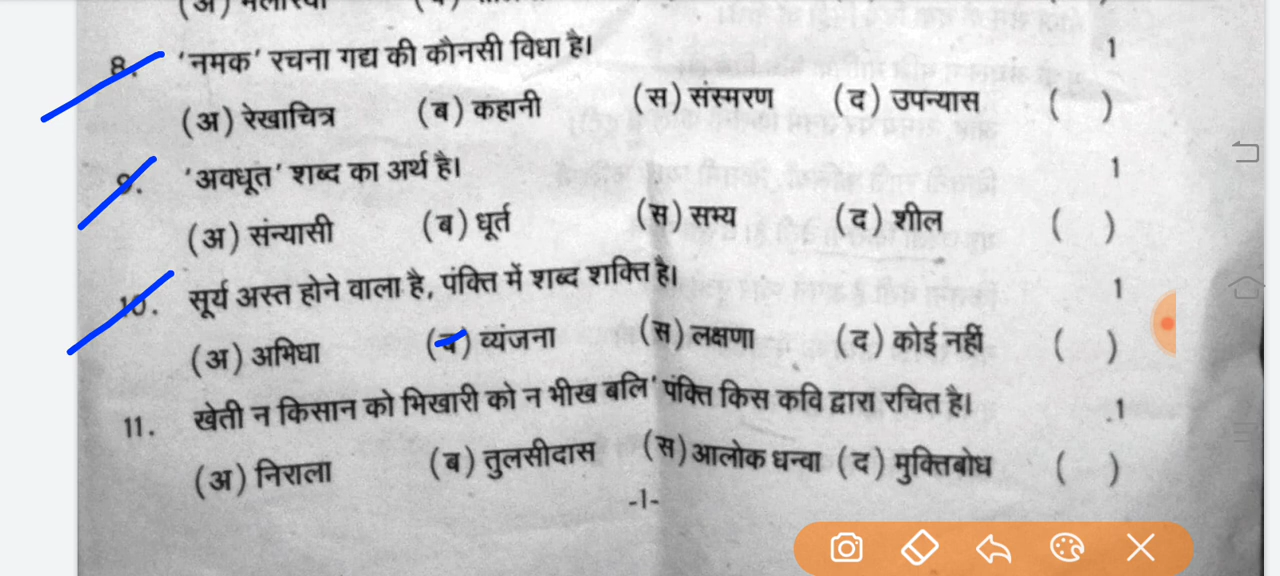 8. 'नमक' रचना गद्य की कौनसी विधा है। 1
(अ) रेखाचित्र (ब) कहानी (स) संस्मरण (द) उपन्यास ( )
9. 'अवधूत' शब्द का अर्थ है। 1
(अ) संन्यासी (ब) धूर्त (स) सभ्य (द) शील ( )
10. सूर्य अस्त होने वाला है, पंक्ति में शब्द शक्ति है। 1
(अ) अभिधा (ब) व्यंजना (स) लक्षणा (द) कोई नहीं ( )
11. खेती न किसान को भिखारी को न भीख बलि' पंक्ति किस कवि द्वारा रचित है। 1
(अ) निराला (ब) तुलसीदास (स) आलोक धन्वा (द) मुक्तिबोध ( )
-1-